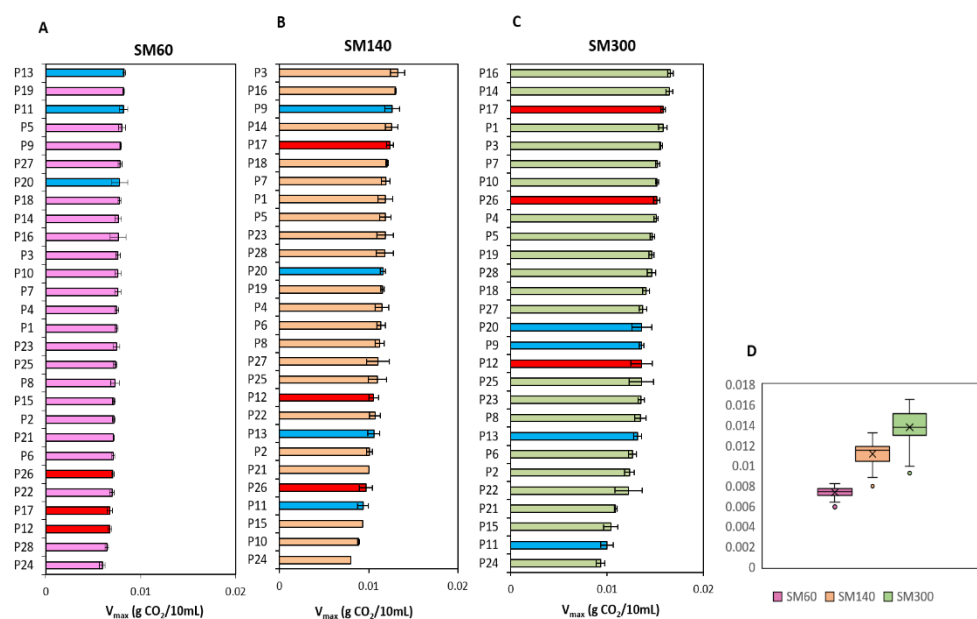 A
SM60
P13
P19
P11
P5
P9
P27
P20
P18
P14
P16
P3
P10
P7
P4
P1
P23
P25
P8
P15
P2
P21
P6
P26
P22
P17
P12
P28
P24
0 0.01 0.02
Vmax (g CO2/10mL)
B
SM140
P3
P16
P9
P14
P17
P18
P7
P1
P5
P23
P28
P20
P19
P4
P6
P8
P27
P25
P12
P22
P13
P2
P21
P26
P11
P15
P10
P24
0 0.01 0.02
Vmax (g CO2/10mL)
C
SM300
P16
P14
P17
P1
P3
P7
P10
P26
P4
P5
P19
P28
P18
P27
P20
P9
P12
P25
P23
P8
P13
P6
P2
P22
P21
P15
P11
P24
0 0.01 0.02
Vmax (g CO2/10mL)
D
0.018
0.016
0.014
0.012
0.01
0.008
0.006
0.004
0.002
0
SM60 SM140 SM300